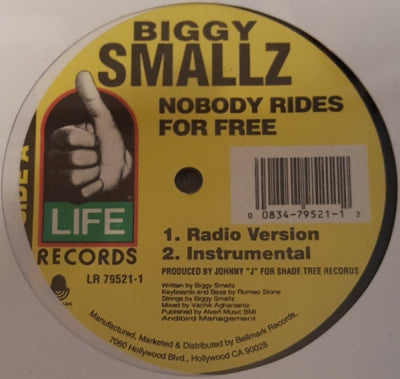 BIGGY
SMALLZ
NOBODY RIDES
FOR FREE
SIDE A
LIFE
RECORDS
LR 79521-1
0 0834-79521-1 2
1. Radio Version
2. Instrumental
PRODUCED BY JOHNNY "J" FOR SHADE TREE RECORDS
Written by Biggy Smallz
Keyboards and Bass by Romeo Stone
Strings by Biggy Smallz
Mixed by Vachik Aghaniantz
Published by Alvert Music BMI
Andibird Management
Manufactured, Marketed & Distributed by Bellmark Records,
7060 Hollywood Blvd., Hollywood CA 90028